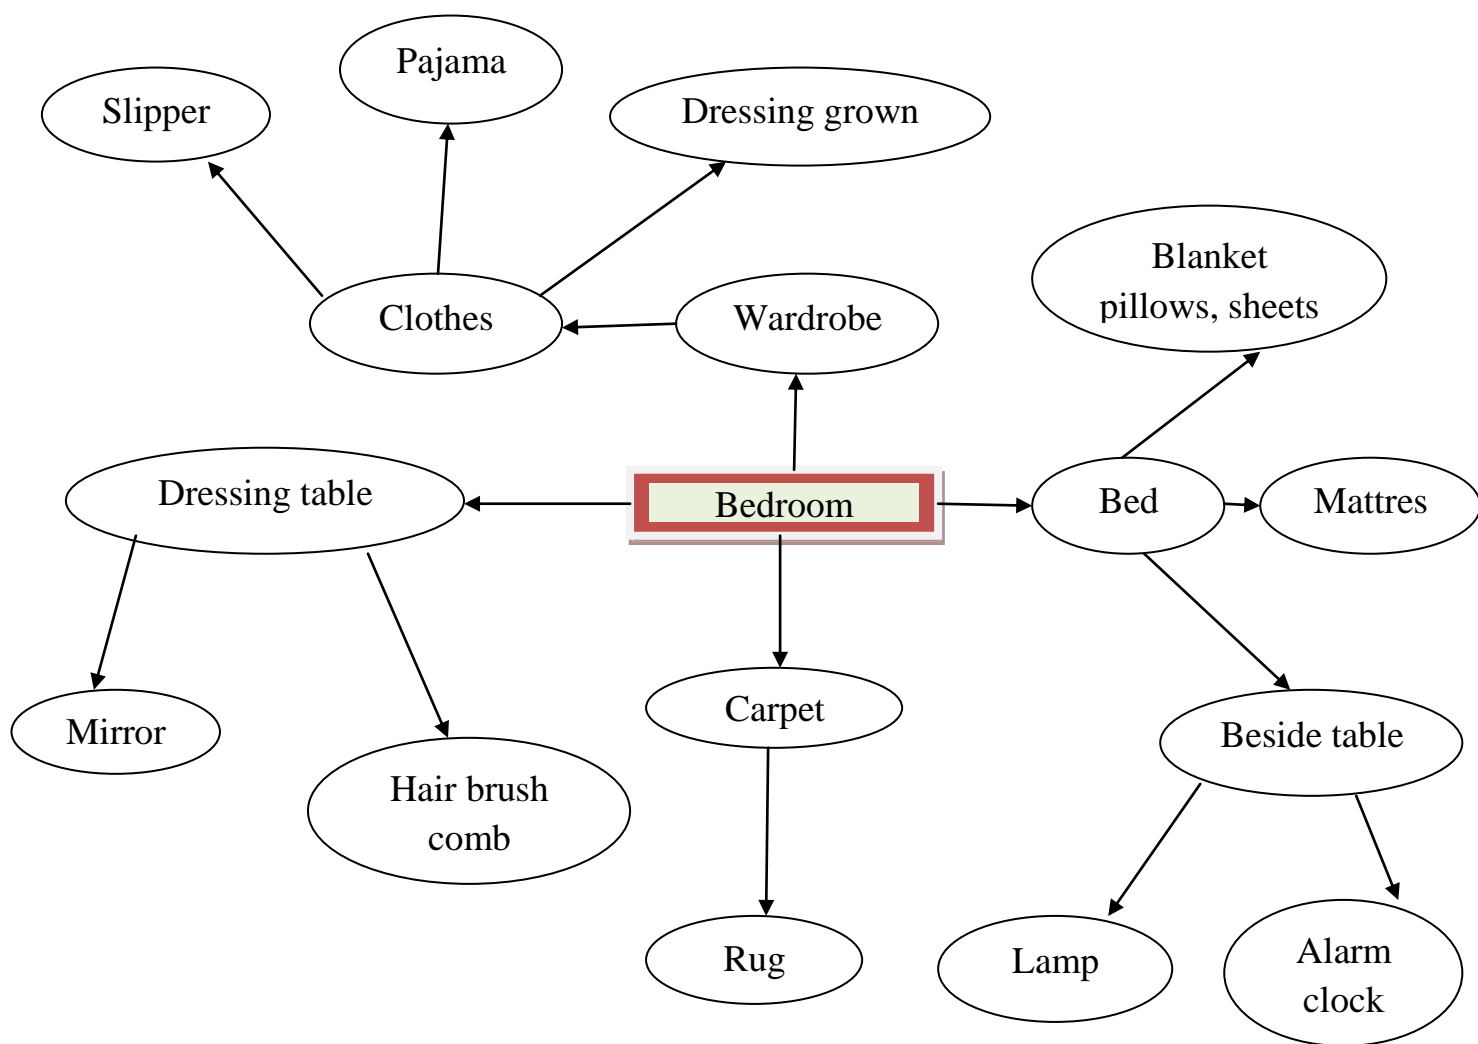 Pajama
Slipper
Dressing grown
Blanket
pillows, sheets
Clothes
Wardrobe
Dressing table
Bedroom
Bed
Mattres
Mirror
Carpet
Beside table
Hair brush
comb
Rug
Lamp
Alarm
clock